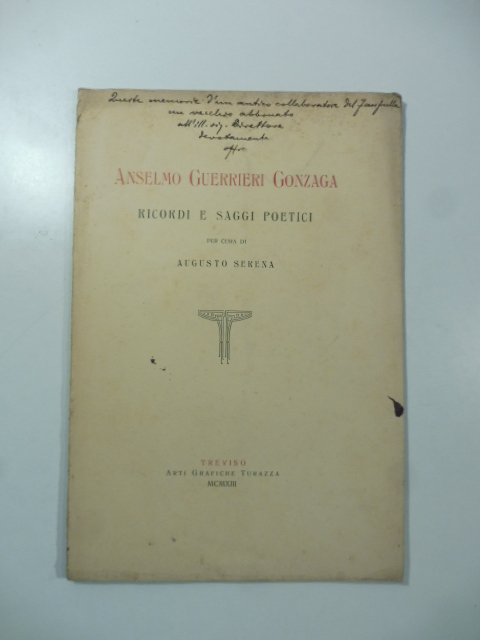 Queste memorie d'un antico collaboratore del Fanfulla
un vecchio abbonato
all'ill. sig. Direttore
devotamente
offre
ANSELMO GUERRIERI GONZAGA
RICORDI E SAGGI POETICI
PER CURA DI
AUGUSTO SERENA
TREVISO
ARTI GRAFICHE TURAZZA
MCMXIII